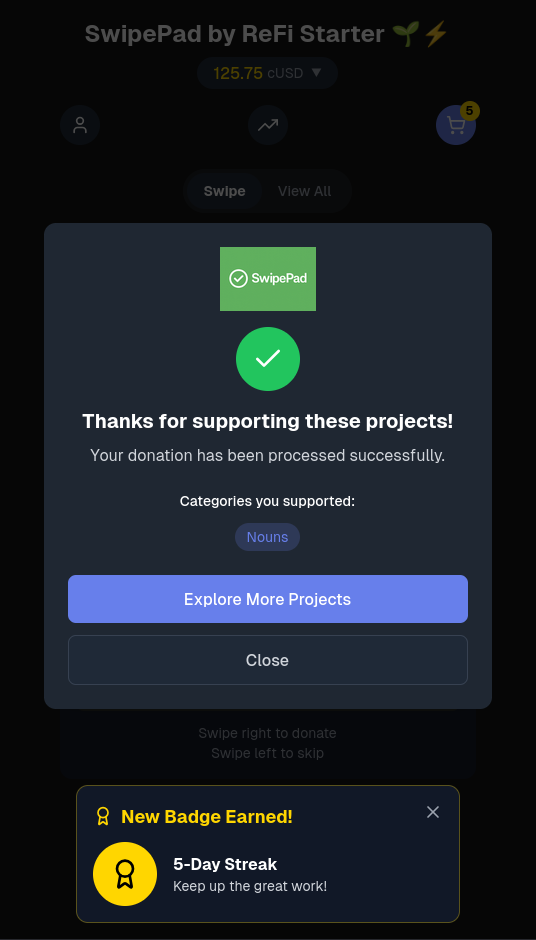 SwipePad by ReFi Starter 🌱⚡
125.75 cUSD ▼
5
Swipe View All
SwipePad
Thanks for supporting these projects!
Your donation has been processed successfully.
Categories you supported:
Nouns
Explore More Projects
Close
Swipe right to donate
Swipe left to skip
New Badge Earned!
5-Day Streak
Keep up the great work!